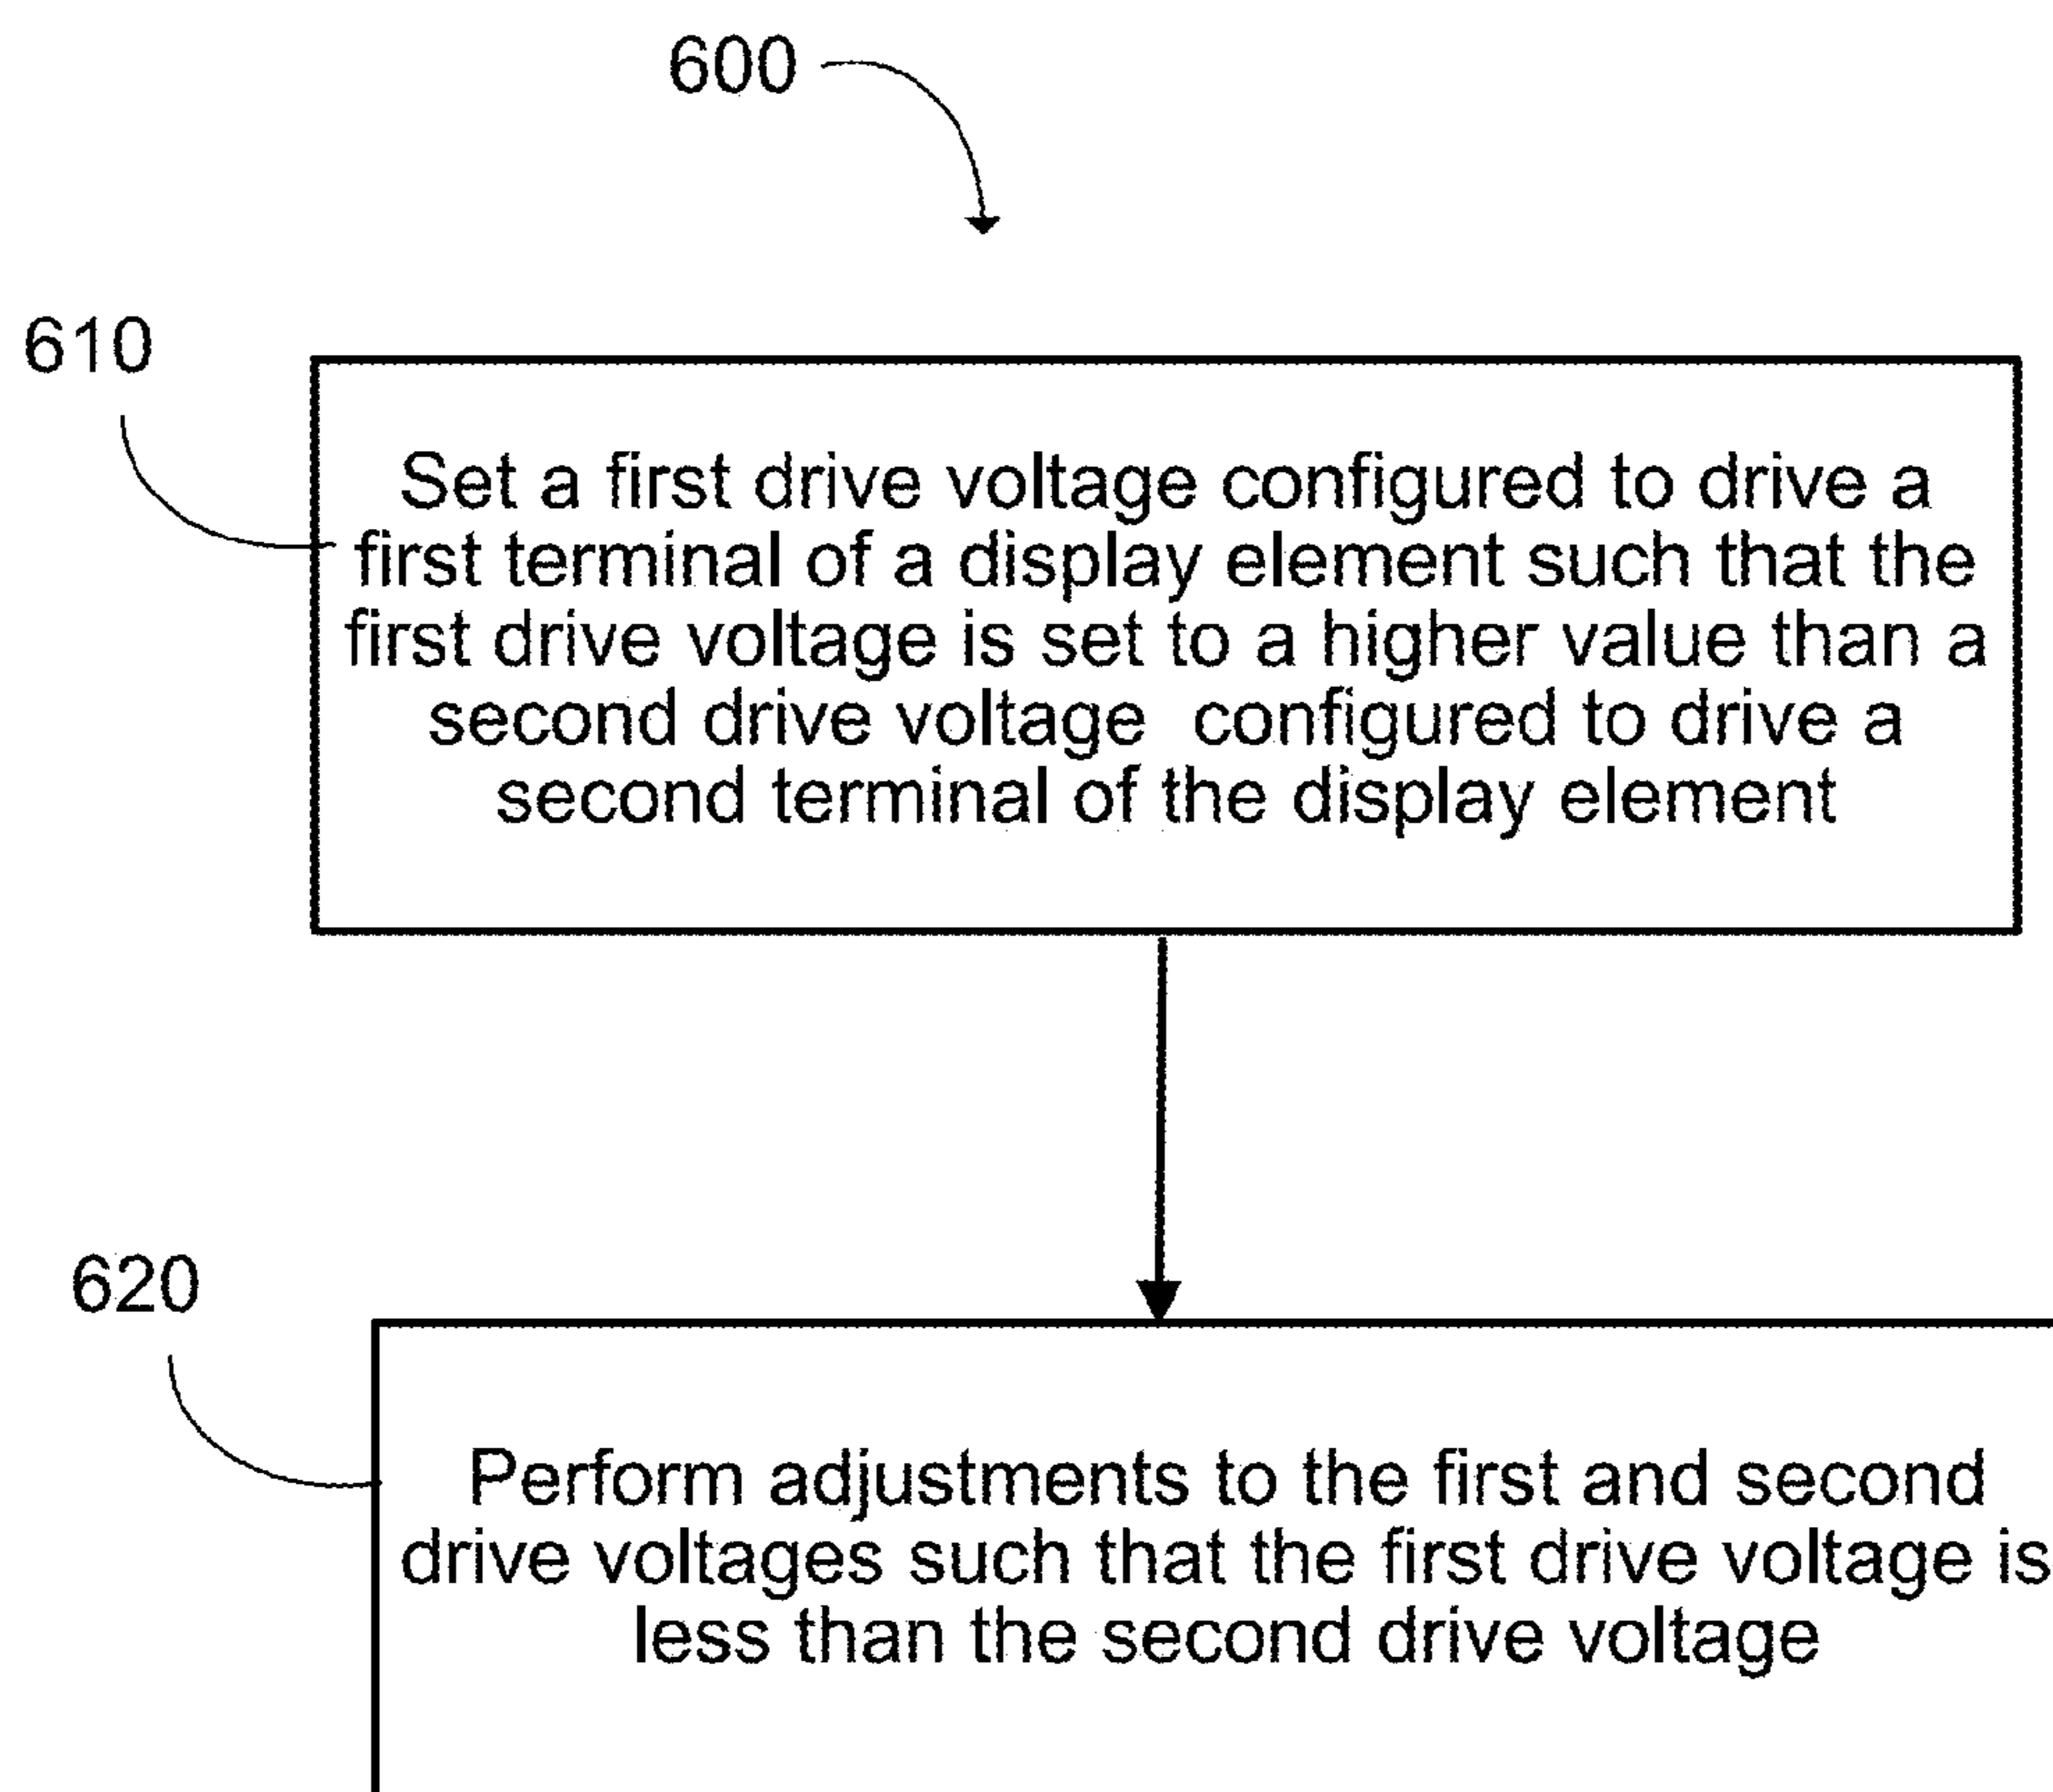 600
610
Set a first drive voltage configured to drive a
first terminal of a display element such that the
first drive voltage is set to a higher value than a
second drive voltage configured to drive a
second terminal of the display element
620
Perform adjustments to the first and second
drive voltages such that the first drive voltage is
less than the second drive voltage